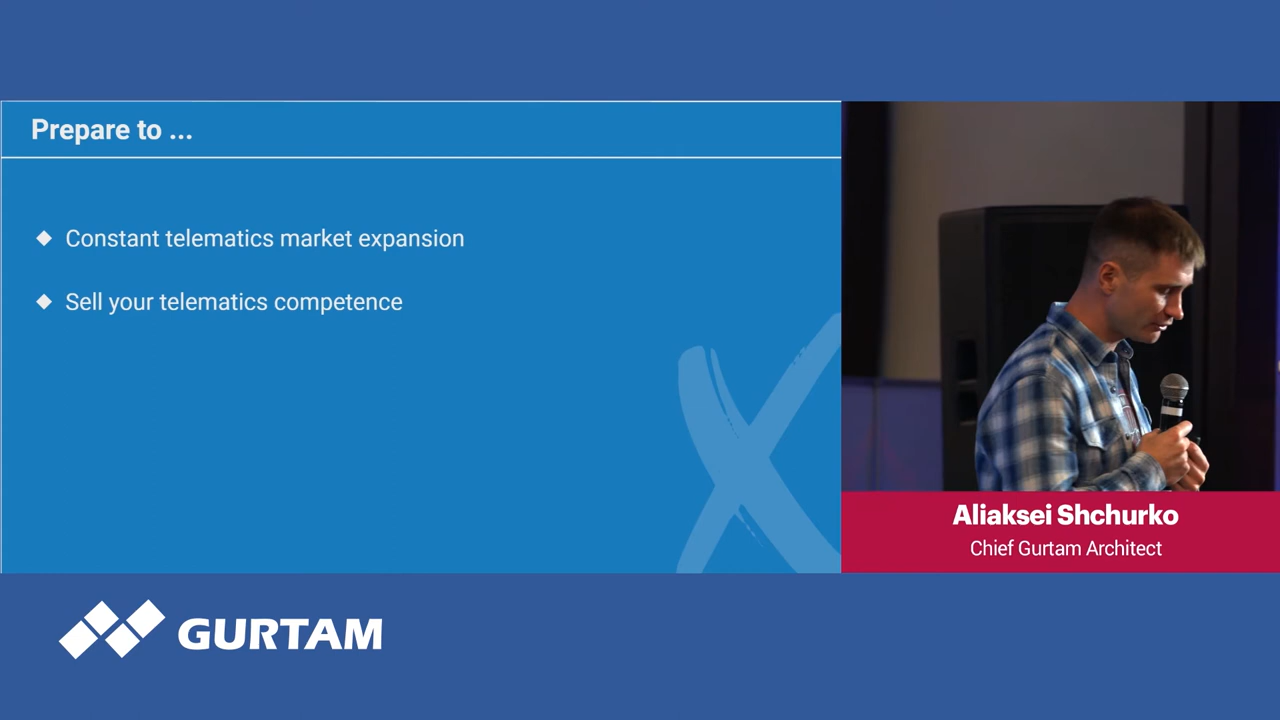 Prepare to ...
Constant telematics market expansion
Sell your telematics competence
Aliaksei Shchurko
Chief Gurtam Architect
GURTAM